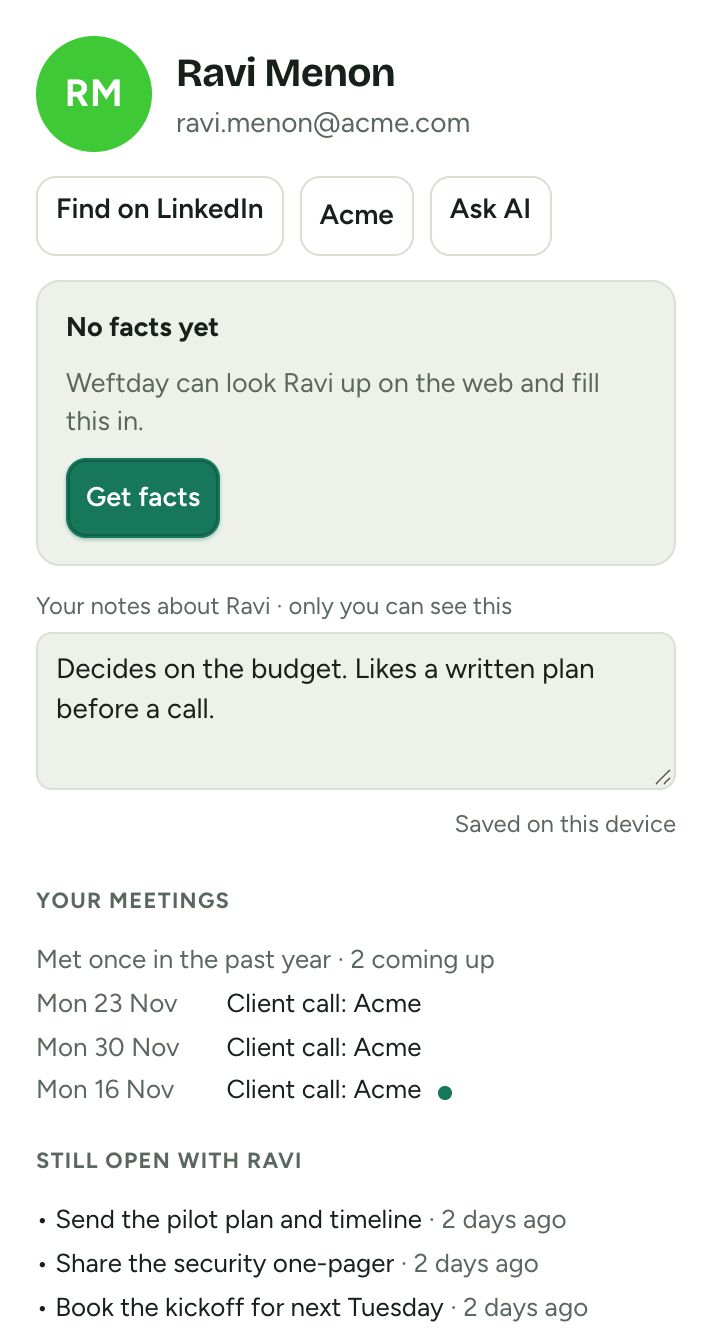 RM
Ravi Menon
ravi.menon@acme.com
Find on LinkedIn
Acme
Ask AI
No facts yet
Weftday can look Ravi up on the web and fill
this in.
Get facts
Your notes about Ravi · only you can see this
Decides on the budget. Likes a written plan
before a call.
Saved on this device
YOUR MEETINGS
Met once in the past year · 2 coming up
Mon 23 Nov Client call: Acme
Mon 30 Nov Client call: Acme
Mon 16 Nov Client call: Acme
STILL OPEN WITH RAVI
• Send the pilot plan and timeline · 2 days ago
• Share the security one-pager · 2 days ago
• Book the kickoff for next Tuesday · 2 days ago